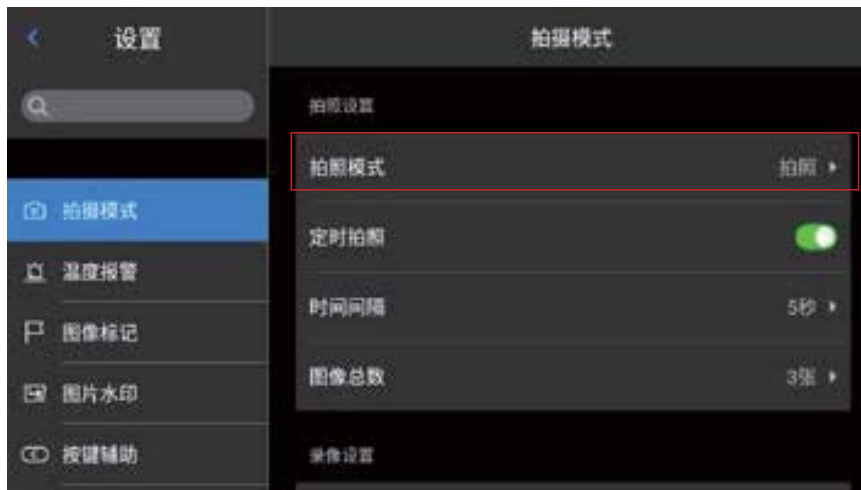 设置
拍摄模式
温度报警
图像标记
图片水印
按键辅助
拍摄模式
拍照设置
拍照模式 拍照
定时拍照
时间间隔 5秒
图像总数 3张
录像设置